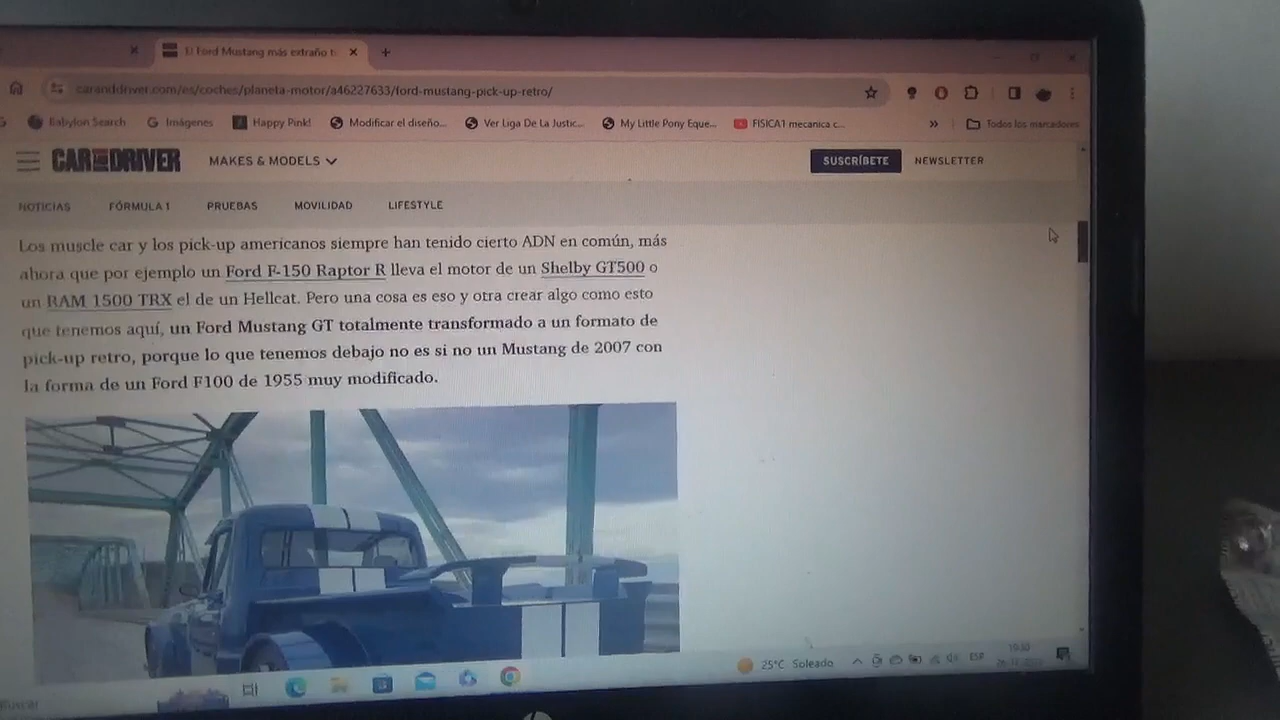 El Ford Mustang más extraño t
caranddriver.com/es/coches/planeta-motor/a46227633/ford-mustang-pick-up-retro/
Babylon Search
Imágenes
Happy Pink!
Modificar el diseño...
Ver Liga De La Justic...
My Little Pony Eque...
FISICA1 mecanica c...
»
Todos los marcadores
CAR AND DRIVER
MAKES & MODELS
SUSCRÍBETE
NEWSLETTER
NOTICIAS
FÓRMULA 1
PRUEBAS
MOVILIDAD
LIFESTYLE
Los muscle car y los pick-up americanos siempre han tenido cierto ADN en común, más
ahora que por ejemplo un Ford F-150 Raptor R lleva el motor de un Shelby GT500 o
un RAM 1500 TRX el de un Hellcat. Pero una cosa es eso y otra crear algo como esto
que tenemos aquí, un Ford Mustang GT totalmente transformado a un formato de
pick-up retro, porque lo que tenemos debajo no es si no un Mustang de 2007 con
la forma de un Ford F100 de 1955 muy modificado.
Buscar
25°C Soleado
ESP